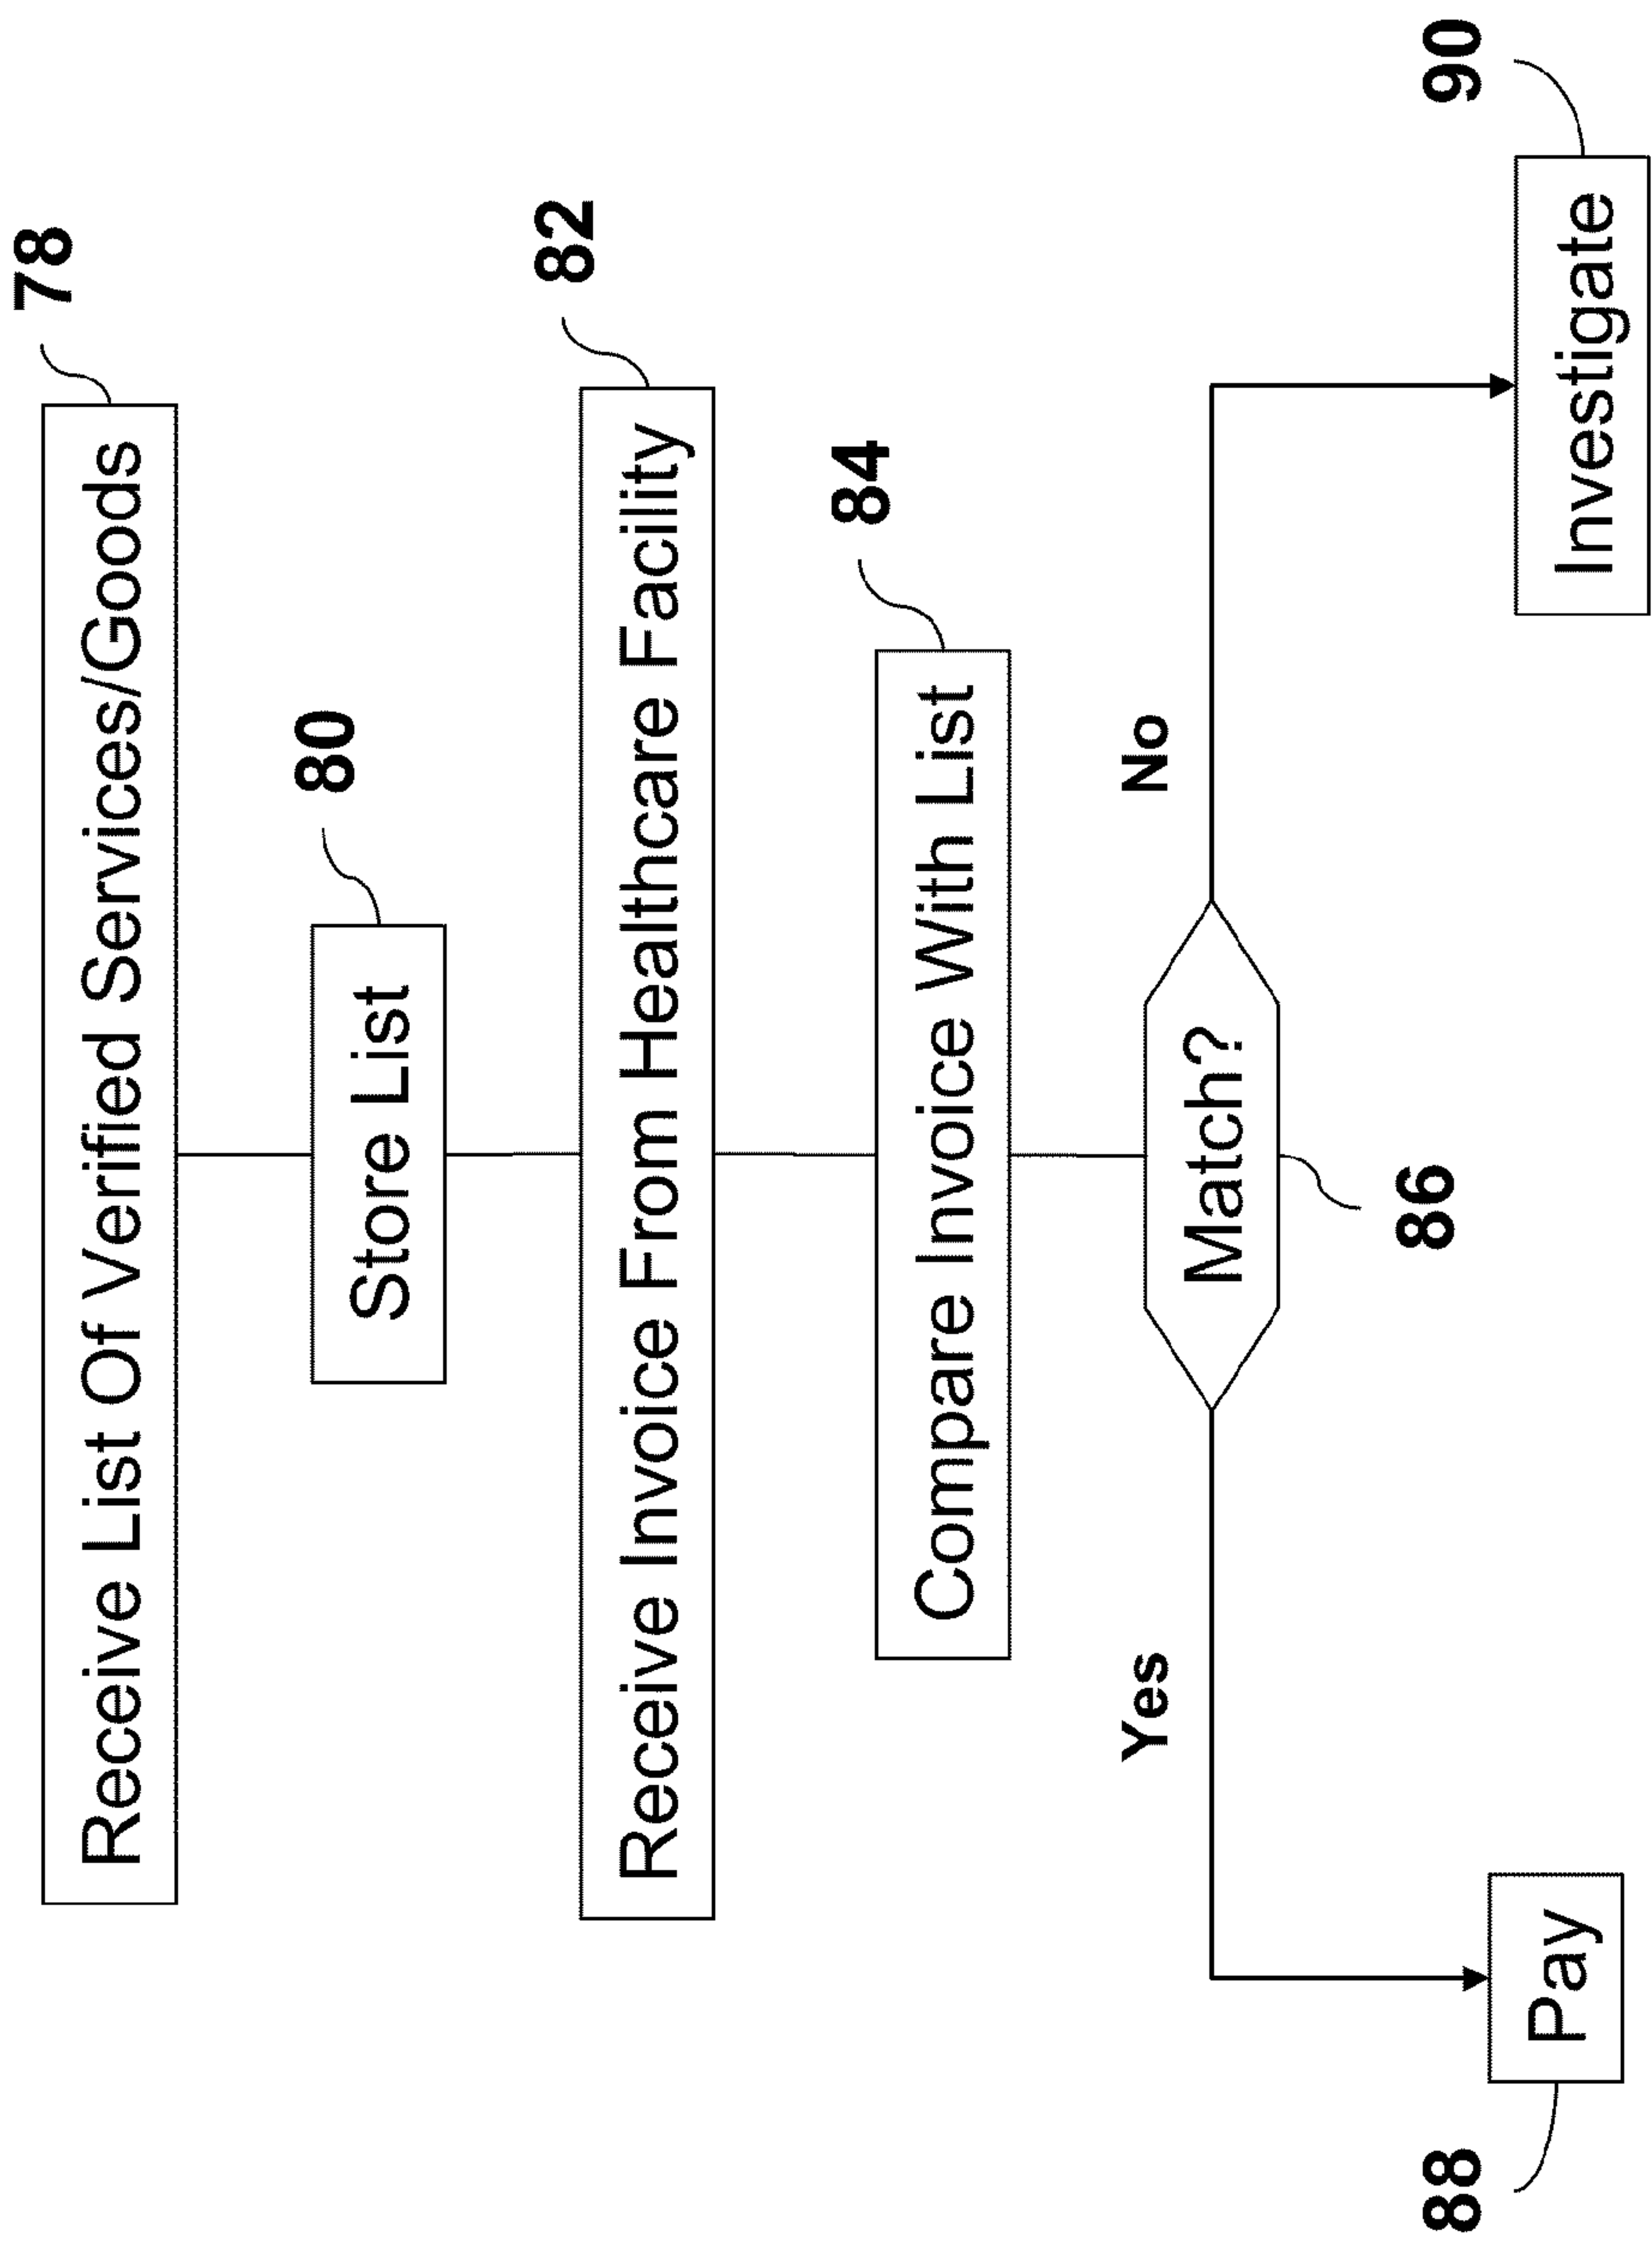 78
Receive List Of Verified Services/Goods
80
Store List
82
Receive Invoice From Healthcare Facility
84
Compare Invoice With List
Yes
No
Match?
86
88
90
Pay
Investigate